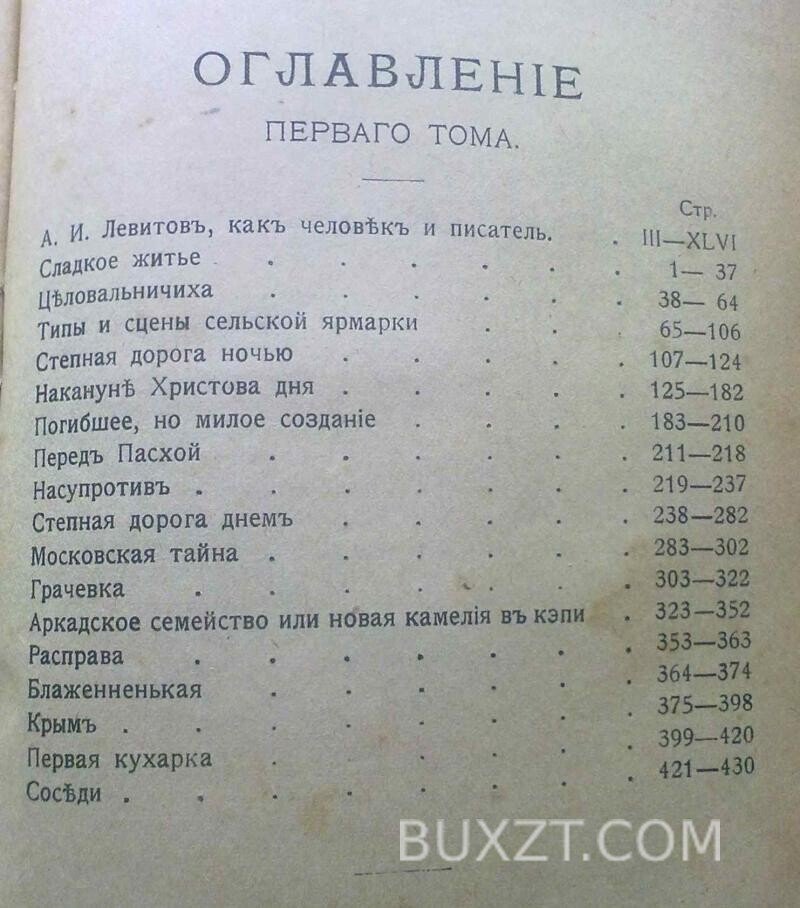 ОГЛАВЛЕНІЕ
ПЕРВАГО ТОМА.
Стр.
А. И. Левитовъ, какъ человѣкъ и писатель. . III—XLVI
Сладкое житье . . . . . . 1— 37
Цѣловальничиха . . . . . . 38— 64
Типы и сцены сельской ярмарки . . . 65—106
Степная дорога ночью . . . . . 107—124
Наканунѣ Христова дня . . . . . 125—182
Погибшее, но милое созданіе . . . . 183—210
Передъ Пасхой . . . . . . 211—218
Насупротивъ . . . . . . . 219—237
Степная дорога днемъ . . . . . 238—282
Московская тайна . . . . . . 283—302
Грачевка . . . . . . . 303—322
Аркадское семейство или новая камелія въ кэпи . 323—352
Расправа . . . . . . . 353—363
Блаженненькая . . . . . . 364—374
Крымъ . . . . . . . . 375—398
Первая кухарка . . . . . . 399—420
Сосѣди . . . . . . . . 421—430
BUXZT.COM